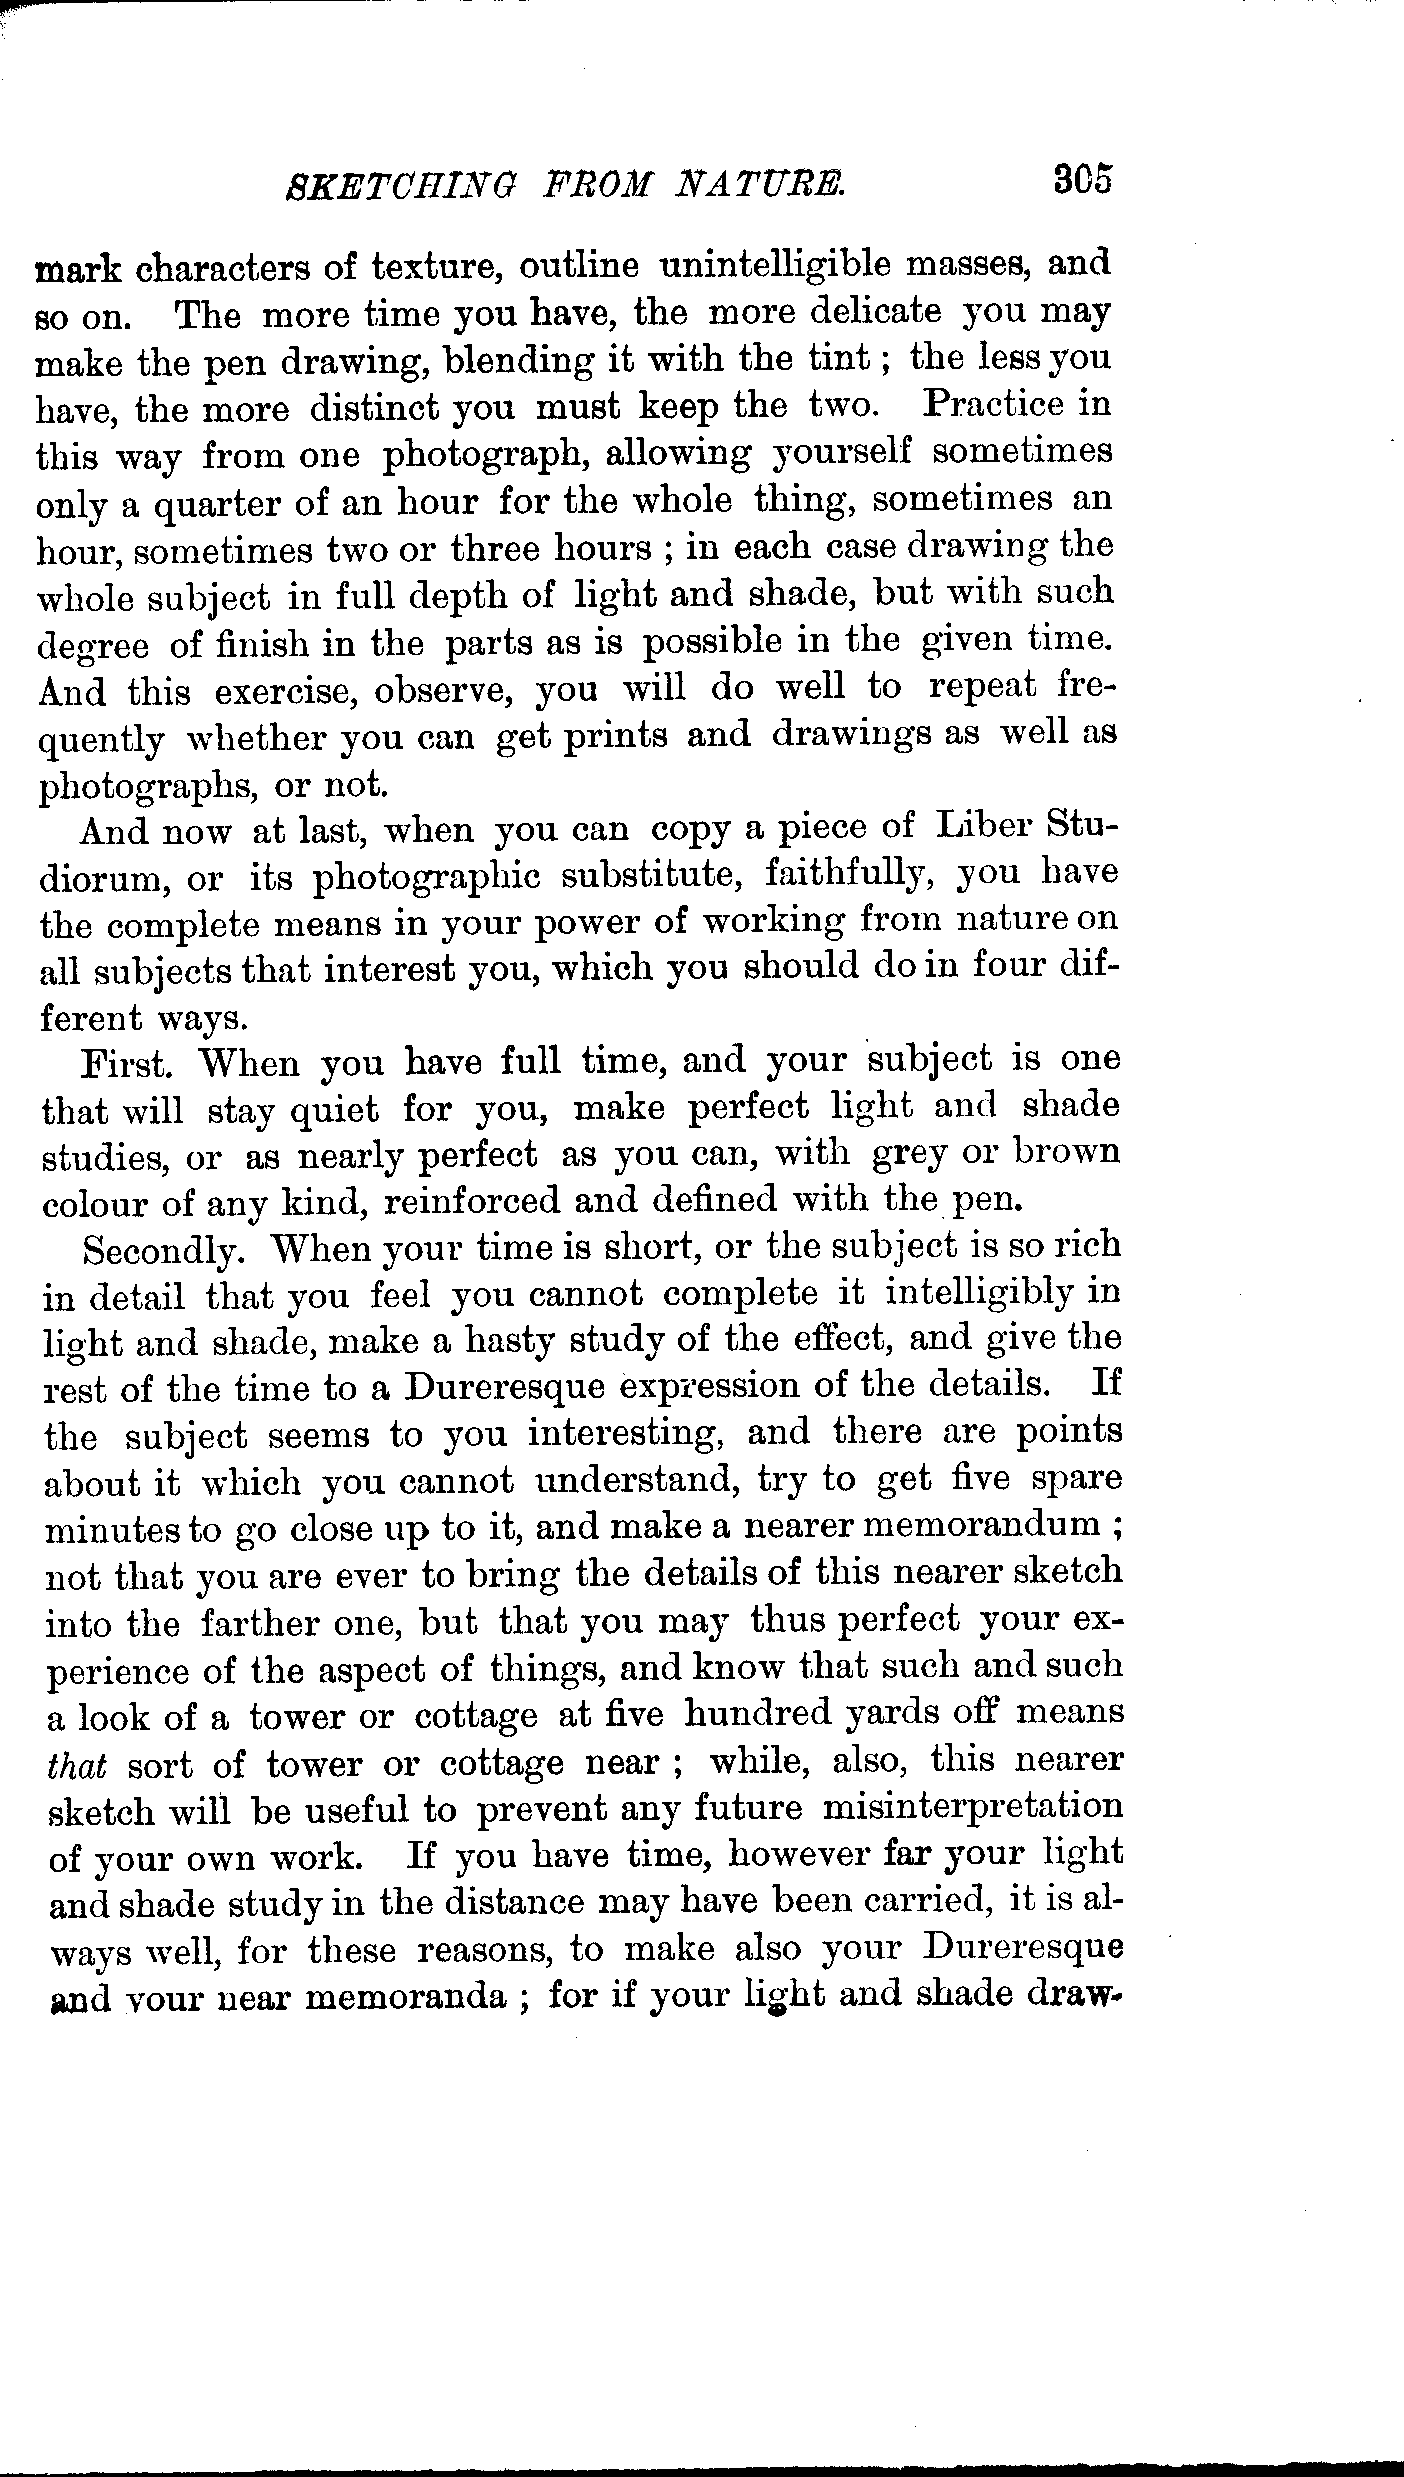 SKETCHING FROM NATURE. 305
mark characters of texture, outline unintelligible masses, and
so on. The more time you have, the more delicate you may
make the pen drawing, blending it with the tint ; the less you
have, the more distinct you must keep the two. Practice in
this way from one photograph, allowing yourself sometimes
only a quarter of an hour for the whole thing, sometimes an
hour, sometimes two or three hours ; in each case drawing the
whole subject in full depth of light and shade, but with such
degree of finish in the parts as is possible in the given time.
And this exercise, observe, you will do well to repeat fre-
quently whether you can get prints and drawings as well as
photographs, or not.
And now at last, when you can copy a piece of Liber Stu-
diorum, or its photographic substitute, faithfully, you have
the complete means in your power of working from nature on
all subjects that interest you, which you should do in four dif-
ferent ways.
First. When you have full time, and your subject is one
that will stay quiet for you, make perfect light and shade
studies, or as nearly perfect as you can, with grey or brown
colour of any kind, reinforced and defined with the pen.
Secondly. When your time is short, or the subject is so rich
in detail that you feel you cannot complete it intelligibly in
light and shade, make a hasty study of the effect, and give the
rest of the time to a Dureresque expression of the details. If
the subject seems to you interesting, and there are points
about it which you cannot understand, try to get five spare
minutes to go close up to it, and make a nearer memorandum ;
not that you are ever to bring the details of this nearer sketch
into the farther one, but that you may thus perfect your ex-
perience of the aspect of things, and know that such and such
a look of a tower or cottage at five hundred yards off means
that sort of tower or cottage near ; while, also, this nearer
sketch will be useful to prevent any future misinterpretation
of your own work. If you have time, however far your light
and shade study in the distance may have been carried, it is al-
ways well, for these reasons, to make also your Dureresque
and your near memoranda ; for if your light and shade draw-